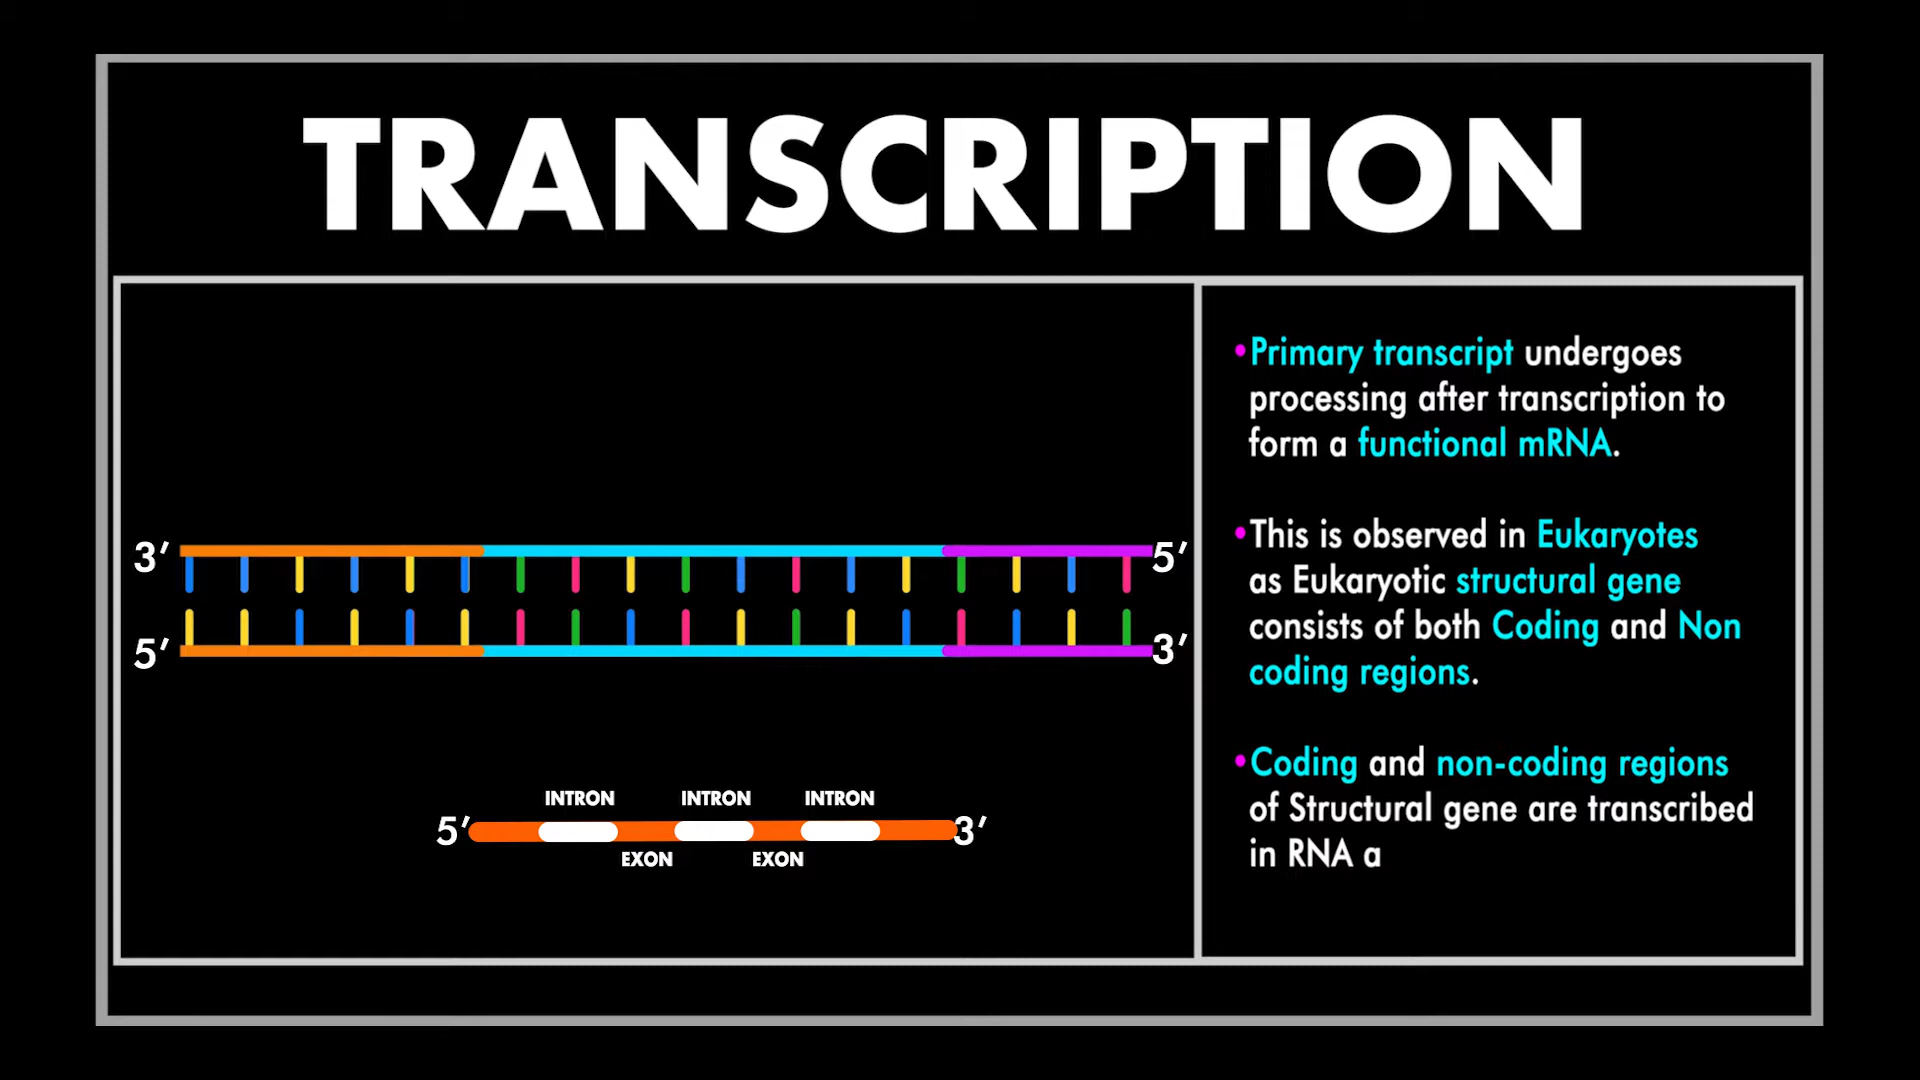 TRANSCRIPTION
3′
5′
5′
3′
INTRON INTRON INTRON
5′ 3′
EXON EXON
•Primary transcript undergoes
processing after transcription to
form a functional mRNA.
•This is observed in Eukaryotes
as Eukaryotic structural gene
consists of both Coding and Non
coding regions.
•Coding and non-coding regions
of Structural gene are transcribed
in RNA a